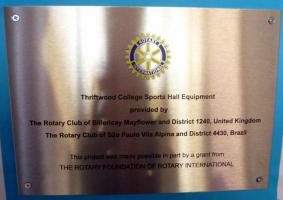 ROTARY
INTERNATIONAL
Thriftwood College Sports Hall Equipment
provided by
The Rotary Club of Billericay Mayflower and District 1240, United Kingdom
The Rotary Club of São Paulo Vila Alpina and District 4430, Brazil
This project was made possible in part by a grant from
THE ROTARY FOUNDATION OF ROTARY INTERNATIONAL